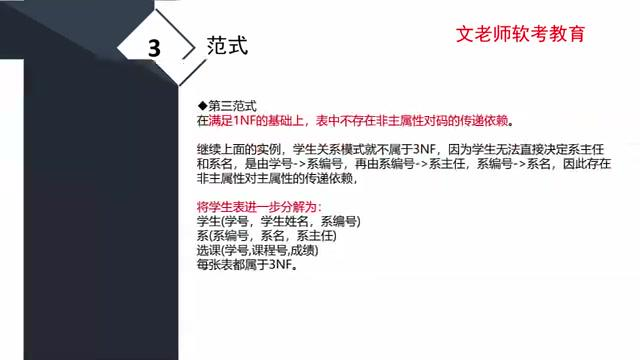 3
范式
文老师软考教育
◆第三范式
在满足1NF的基础上，表中不存在非主属性对码的传递依赖。
继续上面的实例，学生关系模式就不属于3NF，因为学生无法直接决定系主任
和系名，是由学号->系编号，再由系编号->系主任，系编号->系名，因此存在
非主属性对主属性的传递依赖，
将学生表进一步分解为：
学生(学号，学生姓名，系编号)
系(系编号，系名，系主任)
选课(学号,课程号,成绩)
每张表都属于3NF。